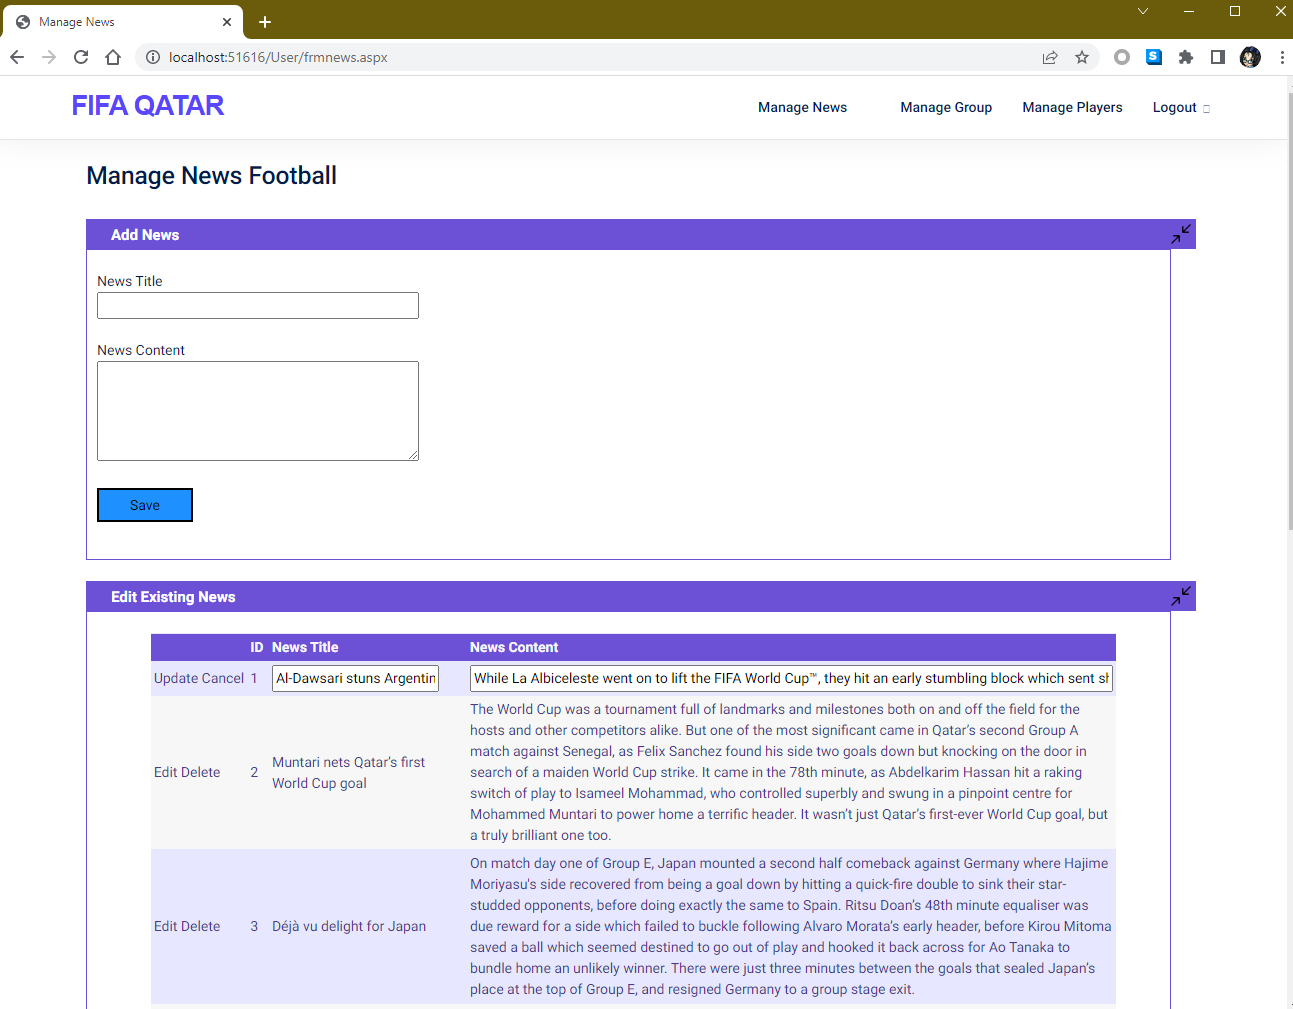 Manage News
localhost:51616/User/frmnews.aspx
S
FIFA QATAR
Manage News
Manage Group
Manage Players
Logout
Manage News Football
Add News
News Title
News Content
Save
Edit Existing News
ID News Title News Content
Update Cancel 1 Al-Dawsari stuns Argentin While La Albiceleste went on to lift the FIFA World Cup™, they hit an early stumbling block which sent sh
Edit Delete 2
Muntari nets Qatar’s first
World Cup goal
The World Cup was a tournament full of landmarks and milestones both on and off the field for the
hosts and other competitors alike. But one of the most significant came in Qatar’s second Group A
match against Senegal, as Felix Sanchez found his side two goals down but knocking on the door in
search of a maiden World Cup strike. It came in the 78th minute, as Abdelkarim Hassan hit a raking
switch of play to Isameel Mohammad, who controlled superbly and swung in a pinpoint centre for
Mohammed Muntari to power home a terrific header. It wasn’t just Qatar’s first-ever World Cup goal, but
a truly brilliant one too.
Edit Delete 3 Déjà vu delight for Japan
On match day one of Group E, Japan mounted a second half comeback against Germany where Hajime
Moriyasu's side recovered from being a goal down by hitting a quick-fire double to sink their star-
studded opponents, before doing exactly the same to Spain. Ritsu Doan’s 48th minute equaliser was
due reward for a side which failed to buckle following Alvaro Morata’s early header, before Kirou Mitoma
saved a ball which seemed destined to go out of play and hooked it back across for Ao Tanaka to
bundle home an unlikely winner. There were just three minutes between the goals that sealed Japan’s
place at the top of Group E, and resigned Germany to a group stage exit.